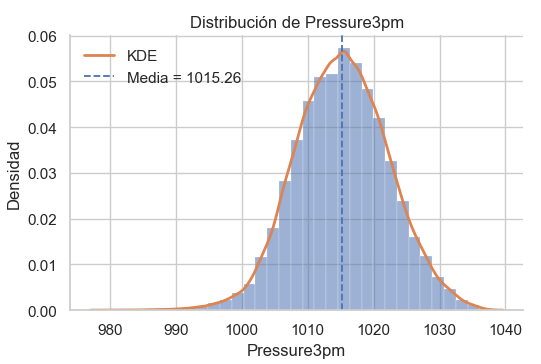 Distribución de Pressure3pm
KDE
Media = 1015.26
Densidad
0.06
0.05
0.04
0.03
0.02
0.01
0.00
980 990 1000 1010 1020 1030 1040
Pressure3pm